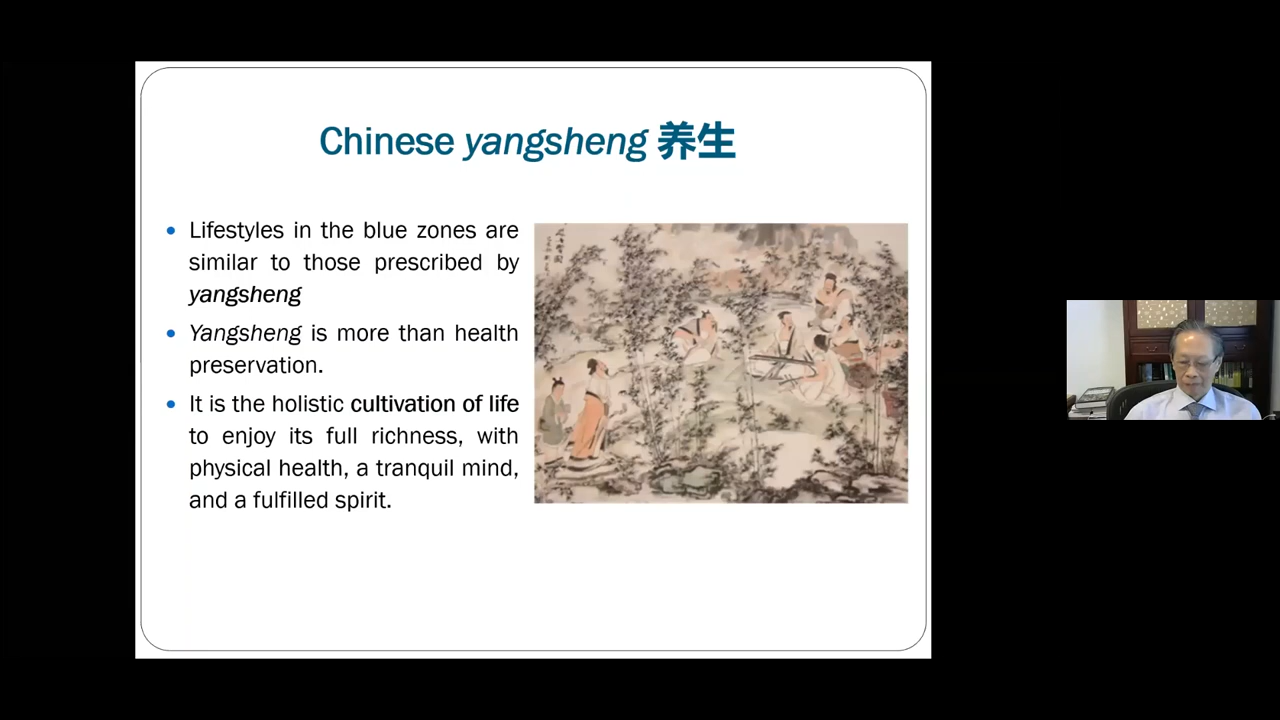 Chinese yangsheng 养生
• Lifestyles in the blue zones are
similar to those prescribed by
yangsheng
• Yangsheng is more than health
preservation.
• It is the holistic cultivation of life
to enjoy its full richness, with
physical health, a tranquil mind,
and a fulfilled spirit.